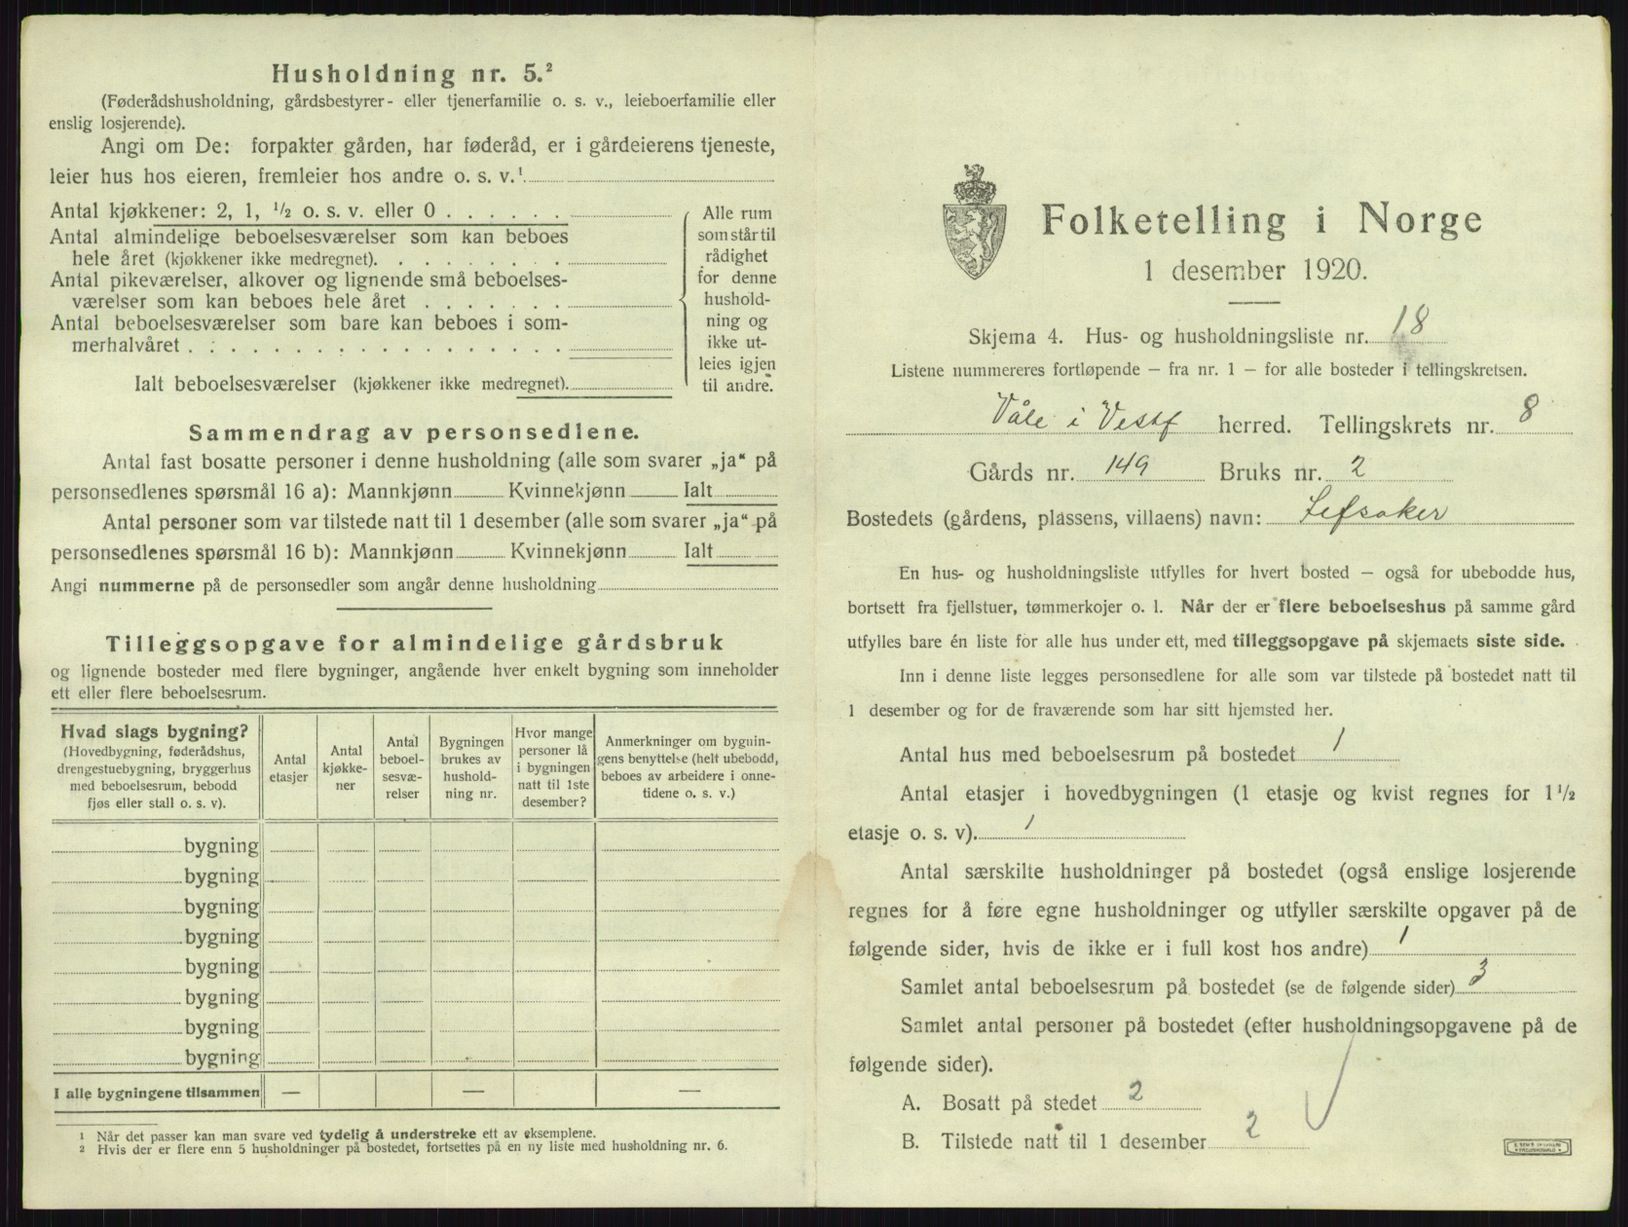 Husholdning nr. 5.²
(Føderådshusholdning, gårdsbestyrer- eller tjenerfamilie o. s. v., leieboerfamilie eller
enslig losjerende).
Angi om De: forpakter gården, har føderåd, er i gårdeierens tjeneste,
leier hus hos eieren, fremleier hos andre o. s. v.¹
Antal kjøkkener: 2, 1, ½ o. s. v. eller 0 . . . . . .
Antal almindelige beboelsesværelser som kan beboes
hele året (kjøkkener ikke medregnet). . . . . . . . .
Antal pikeværelser, alkover og lignende små beboelses-
værelser som kan beboes hele året . . . . . . .
Antal beboelsesværelser som bare kan beboes i som-
merhalvåret . . . . . . . . . . . . . . . . .
Ialt beboelsesværelser (kjøkkener ikke medregnet).
Alle rum
som står til
rådighet
for denne
hushold-
ning og
ikke ut-
leies igjen
til andre.
Sammendrag av personsedlene.
Antal fast bosatte personer i denne husholdning (alle som svarer „ja“ på
personsedlenes spørsmål 16 a): Mannkjønn Kvinnekjønn Ialt
Antal personer som var tilstede natt til 1 desember (alle som svarer „ja“ på
personsedlenes spørsmål 16 b): Mannkjønn Kvinnekjønn Ialt
Angi nummerne på de personsedler som angår denne husholdning
Tilleggsopgave for almindelige gårdsbruk
og lignende bosteder med flere bygninger, angående hver enkelt bygning som inneholder
ett eller flere beboelsesrum.
Hvad slags bygning?
(Hovedbygning, føderådshus,
drengestuebygning, bryggerhus
med beboelsesrum, bebodd
fjøs eller stall o. s. v).
Antal
etasjer
Antal
kjøkke-
ner
Antal
beboel-
sesvæ-
relser
Bygningen
brukes av
hushold-
ning nr.
Hvor mange
personer lå
i bygningen
natt til 1ste
desember?
Anmerkninger om bygnin-
gens benyttelse (helt ubebodd,
beboes av arbeidere i onne-
tidene o. s. v.)
bygning
bygning
bygning
bygning
bygning
bygning
bygning
bygning
I alle bygningene tilsammen — — —
1 Når det passer kan man svare ved tydelig å understreke ett av eksemplene.
2 Hvis der er flere enn 5 husholdninger på bostedet, fortsettes på en ny liste med husholdning nr. 6.
Folketelling i Norge
1 desember 1920.
Skjema 4. Hus- og husholdningsliste nr. 18
Listene nummereres fortløpende — fra nr. 1 — for alle bosteder i tellingskretsen.
Våle i Vestf herred. Tellingskrets nr. 8
Gårds nr. 149 Bruks nr. 2
Bostedets (gårdens, plassens, villaens) navn: Lefsaker
En hus- og husholdningsliste utfylles for hvert bosted — også for ubebodde hus,
bortsett fra fjellstuer, tømmerkojer o. l. Når der er flere beboelseshus på samme gård
utfylles bare én liste for alle hus under ett, med tilleggsopgave på skjemaets siste side.
Inn i denne liste legges personsedlene for alle som var tilstede på bostedet natt til
1 desember og for de fraværende som har sitt hjemsted her.
Antal hus med beboelsesrum på bostedet 1
Antal etasjer i hovedbygningen (1 etasje og kvist regnes for 1½
etasje o. s. v). 1
Antal særskilte husholdninger på bostedet (også enslige losjerende
regnes for å føre egne husholdninger og utfyller særskilte opgaver på de
følgende sider, hvis de ikke er i full kost hos andre) 1
Samlet antal beboelsesrum på bostedet (se de følgende sider) 3
Samlet antal personer på bostedet (efter husholdningsopgavene på de
følgende sider).
A. Bosatt på stedet 2
B. Tilstede natt til 1 desember 2